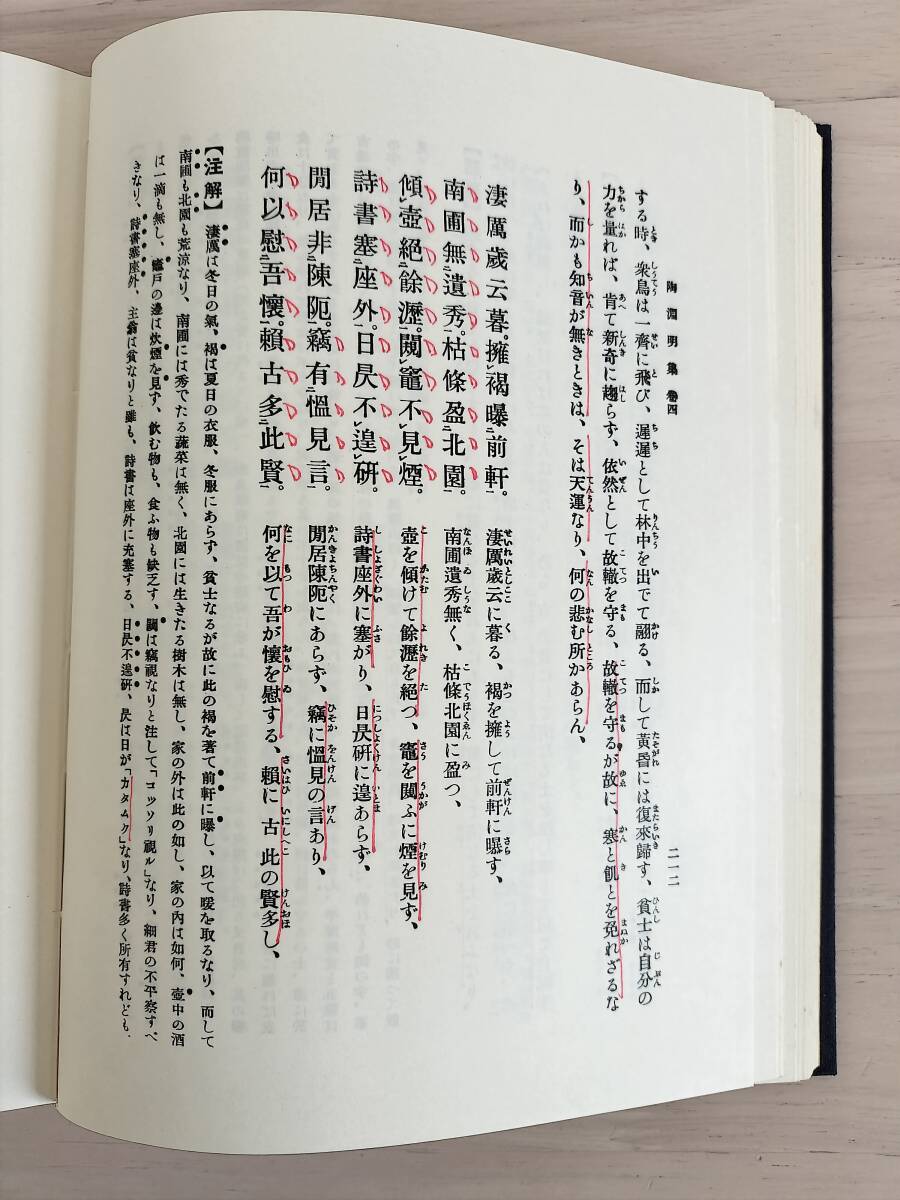 陶淵明集 卷四
二一二
する時、衆鳥は一齊に飛び、遲遲として林中を出でて翮る、而して黃昏には復來歸す、貧士は自分の
力を量れば、肯て新奇に趨らず、依然として故轍を守る、故轍を守るが故に、寒と飢とを免れざるな
り、而かも知音が無きときは、そは天運なり、何の悲む所かあらん、
淒厲歲云暮。擁褐曝前軒。
南圃無遺秀。枯條盈北園。
傾壺絕餘瀝。闚竈不見煙。
詩書塞座外。日昃不遑研。
閒居非陳阨。竊有慍見言。
何以慰吾懷。賴古多此賢。
淒厲歲云に暮る、褐を擁して前軒に曝す、
南圃遺秀無く、枯條北園に盈つ、
壺を傾けて餘瀝を絕つ、竈を闚ふに煙を見ず、
詩書座外に塞がり、日昃研に遑あらず、
閒居陳阨にあらず、竊に慍見の言あり、
何を以て吾が懷を慰する、賴に古 此の賢多し、
【注解】 淒厲は冬日の氣、褐は夏日の衣服、冬服にあらず、貧士なるが故に此の褐を著て前軒に曝し、以て暖を取るなり、而して
南圃も北園も荒涼なり、南圃には秀でたる蔬菜は無く、北園には生きたる樹木は無し、家の外は此の如し、家の內は如何、壺中の酒
は一滴も無し、竈戶の邊は炊煙を見ず、飲む物も、食ふ物も缺乏す、闚は竊視なりと注して「コッソリ視ル」なり、細君の不平察すべ
きなり、詩書塞座外、主翁は貧なりと雖も、詩書は座外に充塞する、日昃不遑研、昃は日が「カタムク」なり、詩書多く所有すれども、